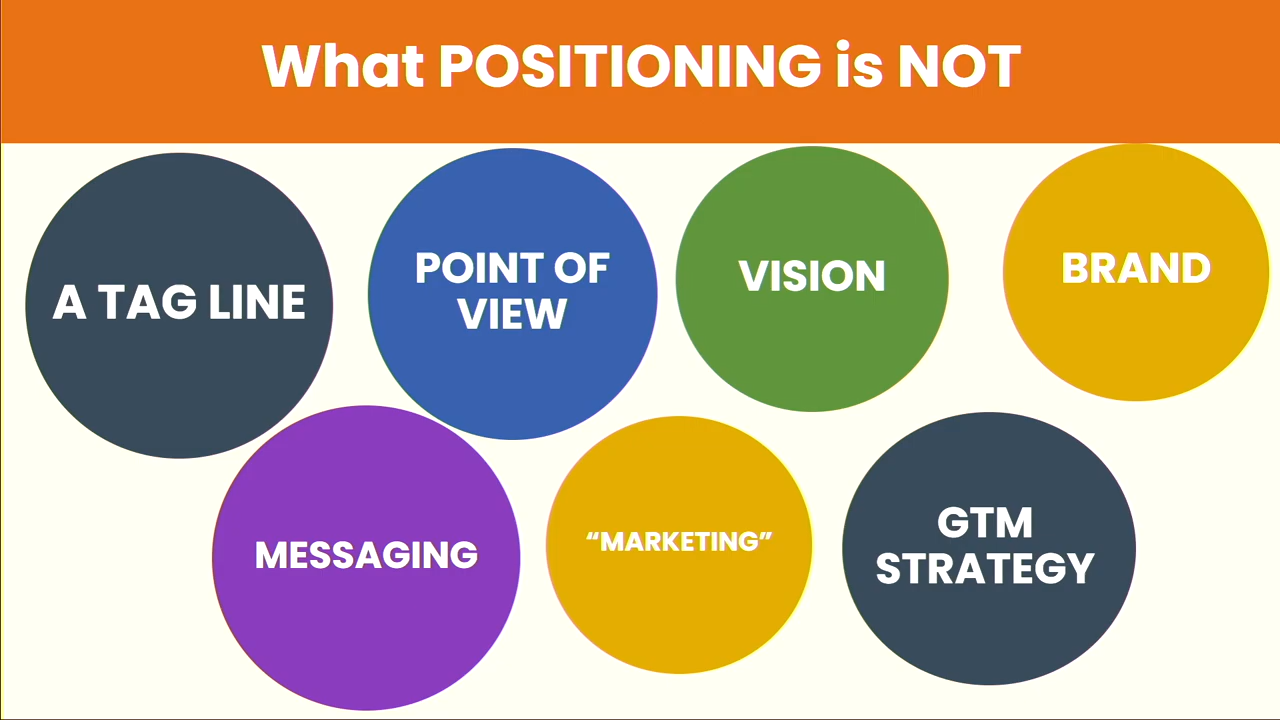 What POSITIONING is NOT
A TAG LINE
POINT OF
VIEW
VISION
BRAND
MESSAGING
“MARKETING”
GTM
STRATEGY